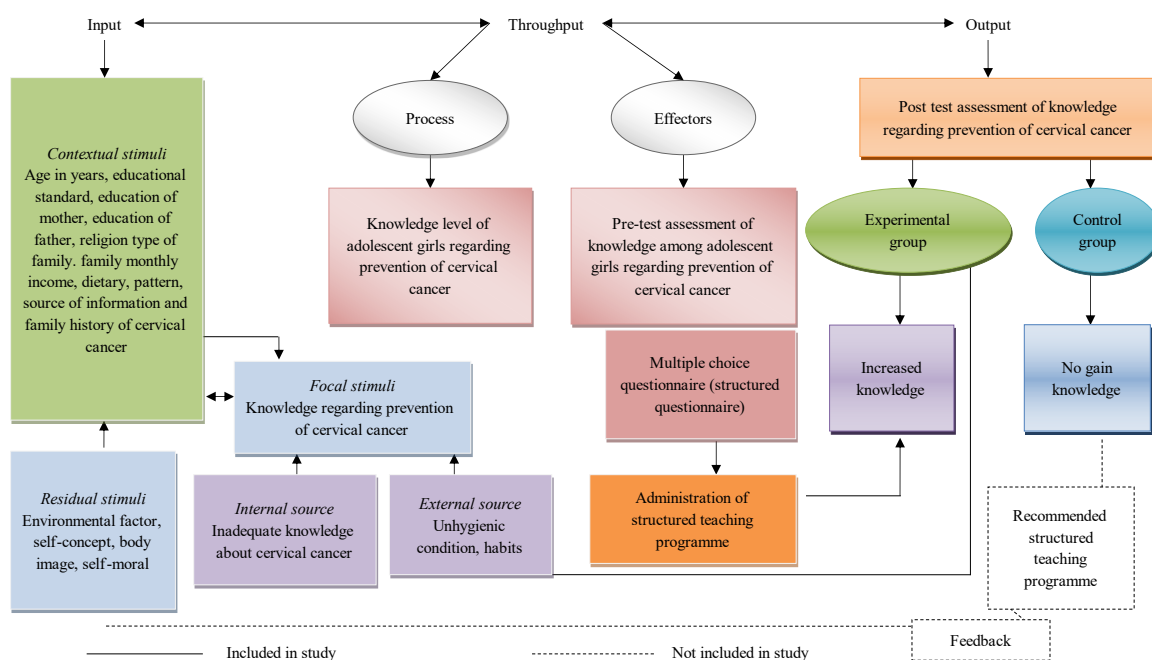 Input
Throughput
Output
Contextual stimuli
Age in years, educational
standard, education of
mother, education of
father, religion type of
family. family monthly
income, dietary, pattern,
source of information and
family history of cervical
cancer
Process
Effectors
Post test assessment of knowledge
regarding prevention of cervical cancer
Knowledge level of
adolescent girls regarding
prevention of cervical
cancer
Pre-test assessment of
knowledge among adolescent
girls regarding prevention of
cervical cancer
Experimental
group
Control
group
Focal stimuli
Knowledge regarding prevention
of cervical cancer
Multiple choice
questionnaire (structured
questionnaire)
Increased
knowledge
No gain
knowledge
Residual stimuli
Environmental factor,
self-concept, body
image, self-moral
Internal source
Inadequate knowledge
about cervical cancer
External source
Unhygienic
condition, habits
Administration of
structured teaching
programme
Recommended
structured
teaching
programme
Feedback
Included in study
Not included in study